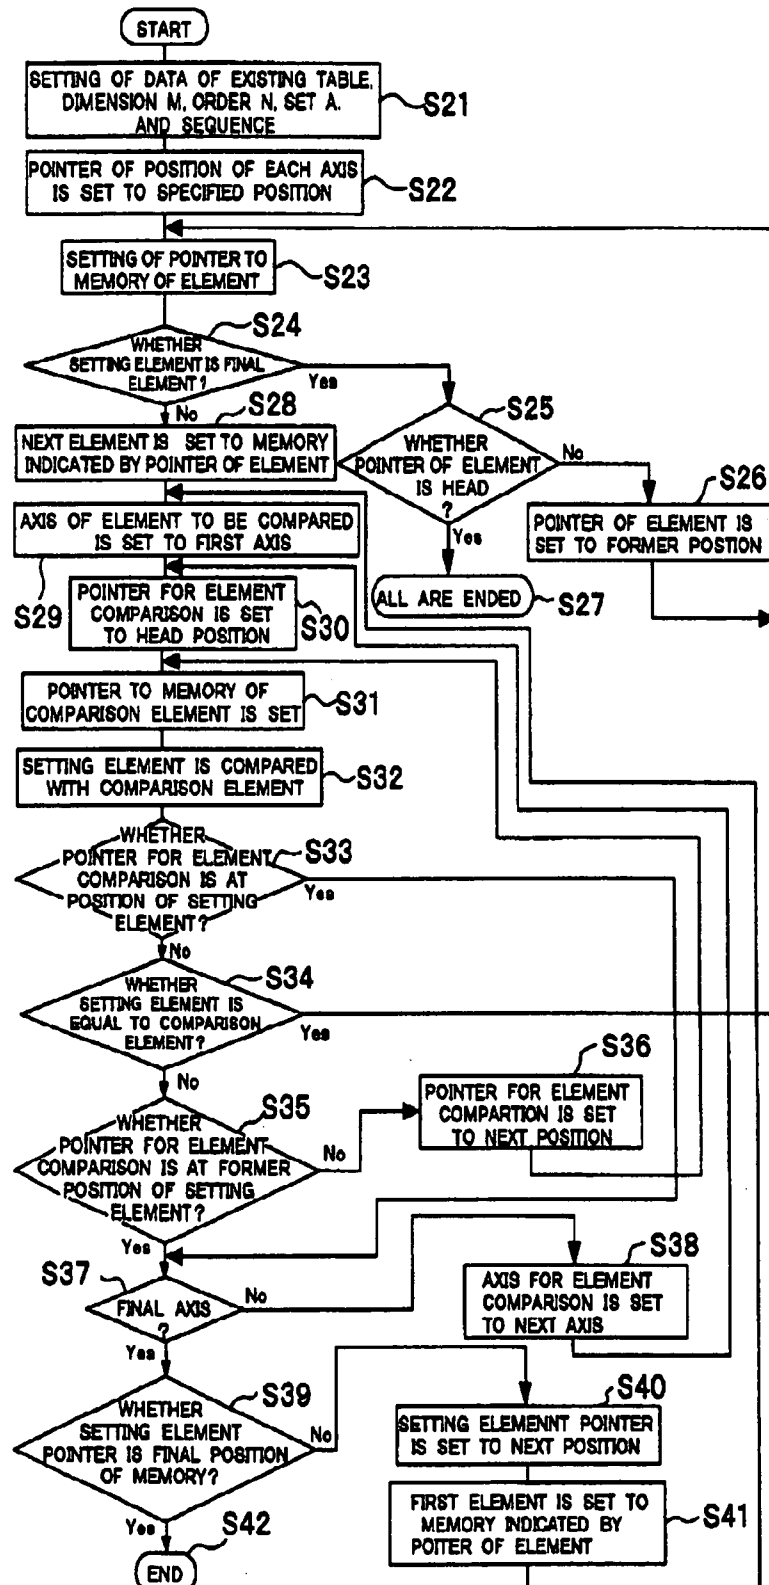 START
SETTING OF DATA OF EXISTING TABLE,
DIMENSION M, ORDER N, SET A,
AND SEQUENCE
S21
POINTER OF POSITION OF EACH AXIS
IS SET TO SPECIFIED POSITION
S22
SETTING OF POINTER TO
MEMORY OF ELEMENT
S23
WHETHER
SETTING ELEMENT IS FINAL
ELEMENT?
S24
Yes
No
WHETHER
POINTER OF ELEMENT
IS HEAD
?
S25
No
Yes
POINTER OF ELEMENT IS
SET TO FORMER POSTION
S26
ALL ARE ENDED
S27
NEXT ELEMENT IS SET TO MEMORY
INDICATED BY POINTER OF ELEMENT
S28
AXIS OF ELEMENT TO BE COMPARED
IS SET TO FIRST AXIS
S29
POINTER FOR ELEMENT
COMPARISON IS SET
TO HEAD POSITION
S30
POINTER TO MEMORY OF
COMPARISON ELEMENT IS SET
S31
SETTING ELEMENT IS COMPARED
WITH COMPARISON ELEMENT
S32
WHETHER
POINTER FOR ELEMENT
COMPARISON IS AT
POSITION OF SETTING
ELEMENT?
S33
Yes
No
WHETHER
SETTING ELEMENT IS
EQUAL TO COMPARISON
ELEMENT?
S34
Yes
No
WHETHER
POINTER FOR ELEMENT
COMPARISON IS AT FORMER
POSITION OF SETTING
ELEMENT?
S35
No
Yes
POINTER FOR ELEMENT
COMPARTION IS SET
TO NEXT POSITION
S36
FINAL AXIS
?
S37
No
Yes
AXIS FOR ELEMENT
COMPARISON IS SET
TO NEXT AXIS
S38
WHETHER
SETTING ELEMENT
POINTER IS FINAL POSITION
OF MEMORY?
S39
No
Yes
SETTING ELEMENNT POINTER
IS SET TO NEXT POSITION
S40
FIRST ELEMENT IS SET TO
MEMORY INDICATED BY
POITER OF ELEMENT
S41
END
S42